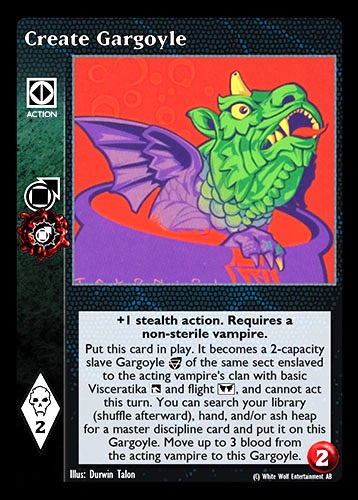 Create Gargoyle
ACTION
+1 stealth action. Requires a
non-sterile vampire.
Put this card in play. It becomes a 2-capacity
slave Gargoyle of the same sect enslaved
to the acting vampire's clan with basic
Visceratika and flight, and cannot act
this turn. You can search your library
(shuffle afterward), hand, and/or ash heap
for a master discipline card and put it on this
Gargoyle. Move up to 3 blood from
the acting vampire to this Gargoyle.
2
2
Illus: Durwin Talon
(C) White Wolf Entertainment AB